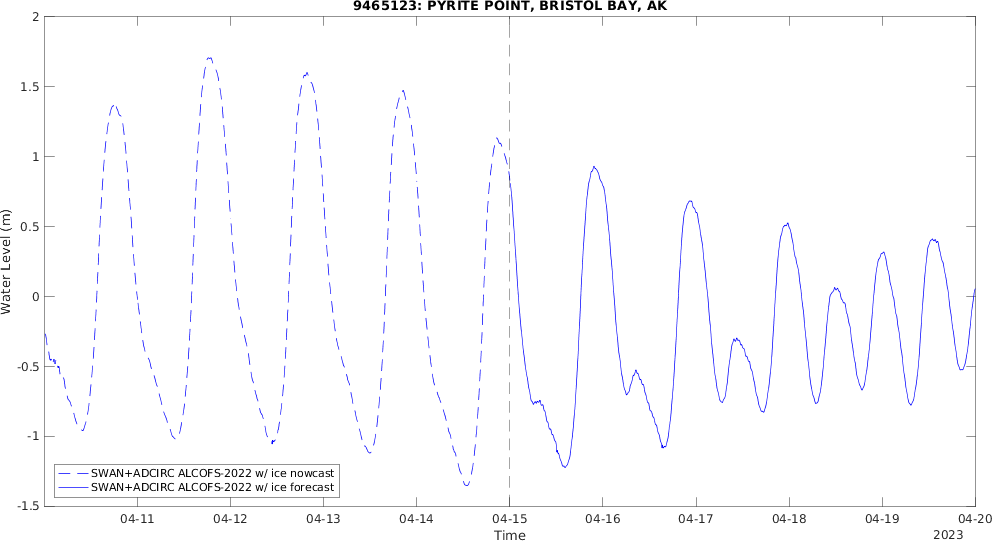 9465123: PYRITE POINT, BRISTOL BAY, AK
2
1.5
1
0.5
0
-0.5
-1
-1.5
Water Level (m)
SWAN+ADCIRC ALCOFS-2022 w/ ice nowcast
SWAN+ADCIRC ALCOFS-2022 w/ ice forecast
04-11 04-12 04-13 04-14 04-15 04-16 04-17 04-18 04-19 04-20
Time
2023